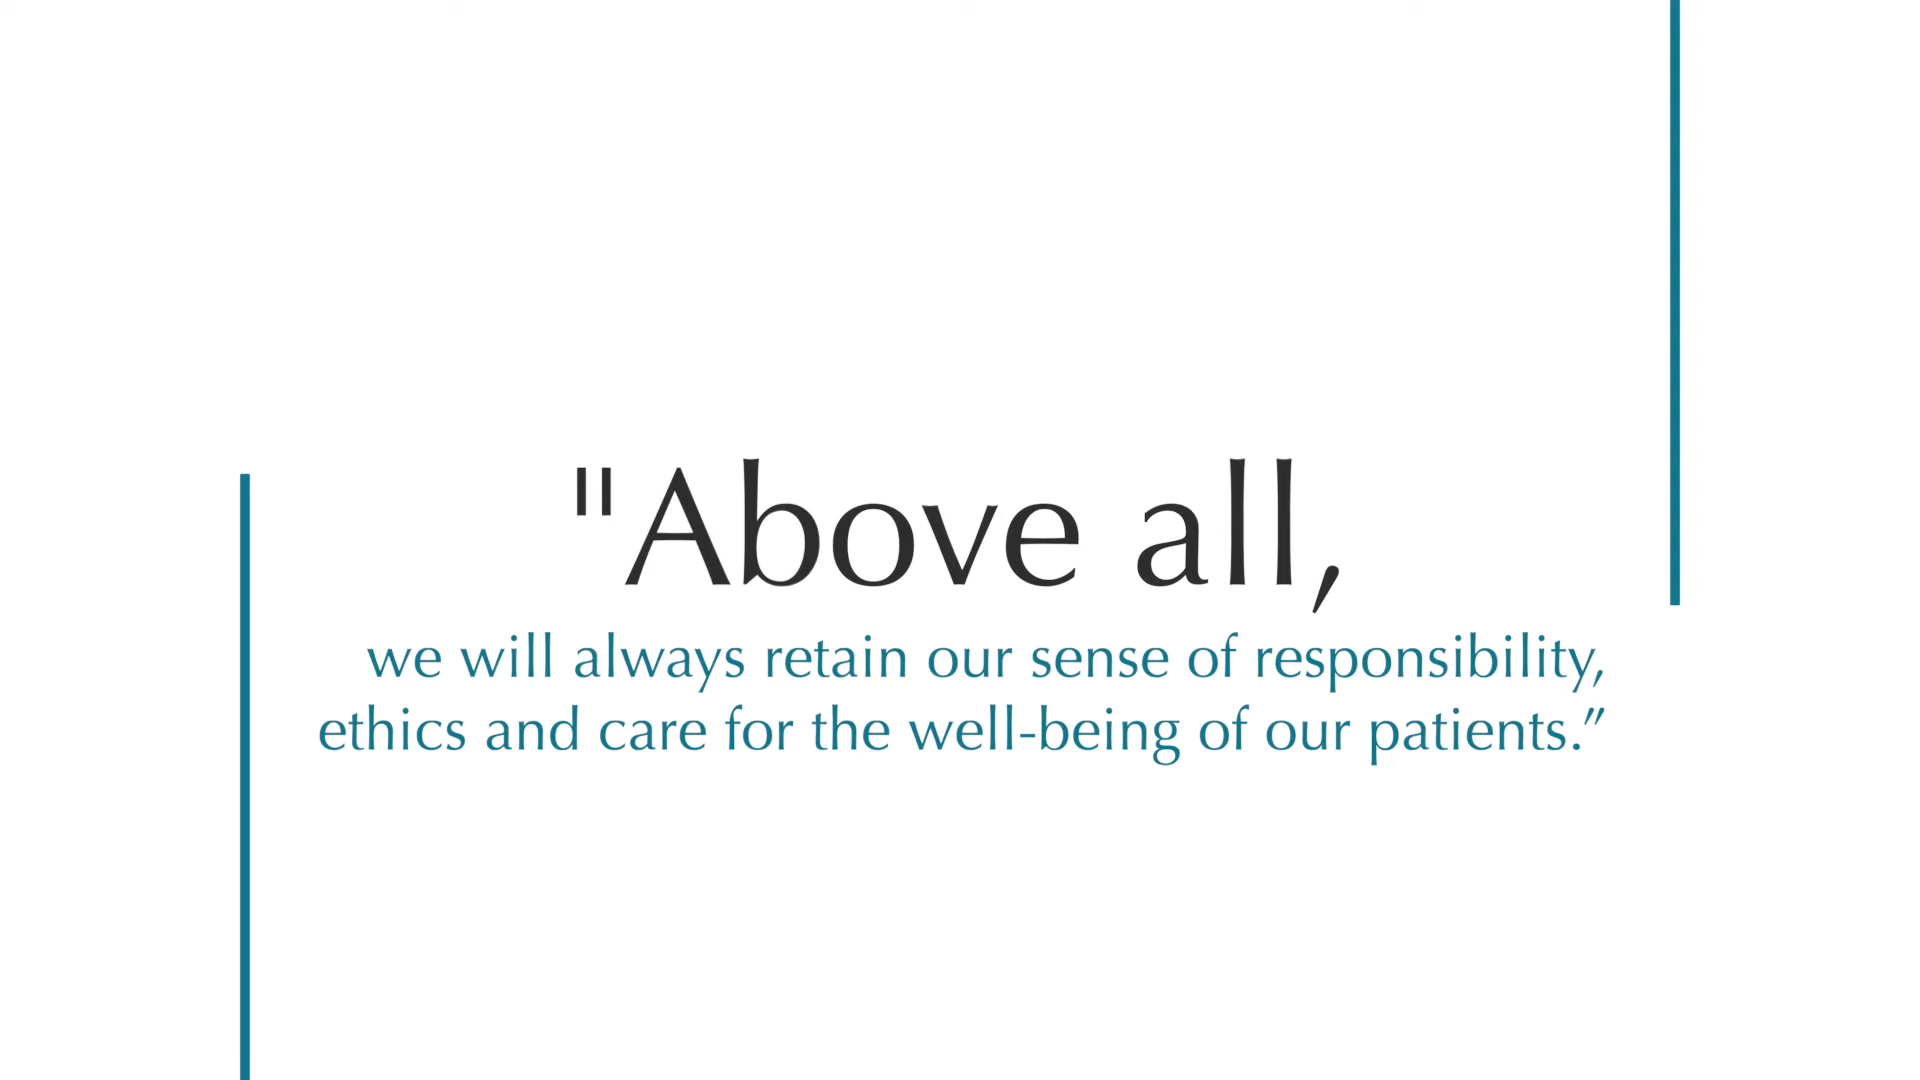 "Above all,
we will always retain our sense of responsibility,
ethics and care for the well-being of our patients.”